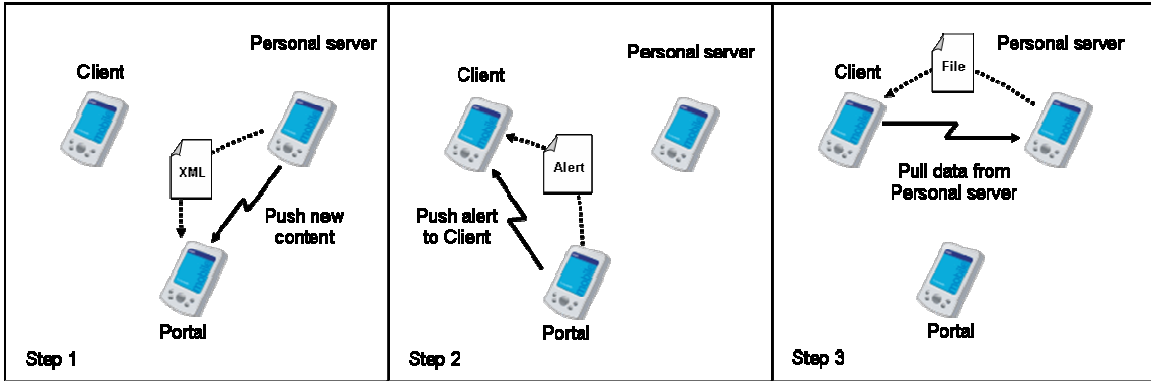 Personal server
Client
XML
Push new
content
Portal
Step 1
Personal server
Client
Alert
Push alert
to Client
Portal
Step 2
Personal server
Client
File
Pull data from
Personal server
Portal
Step 3